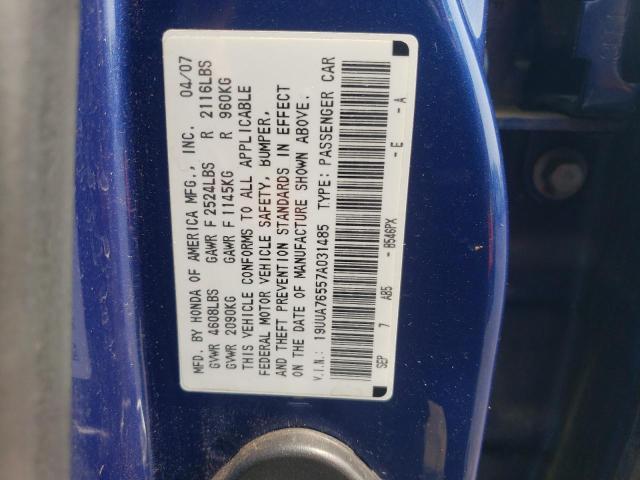 MFD. BY HONDA OF AMERICA MFG., INC. 04/07
GVWR 4608LBS GAWR F 2524LBS R 2116LBS
GVWR 2090KG GAWR F 1145KG R 960KG
THIS VEHICLE CONFORMS TO ALL APPLICABLE
FEDERAL MOTOR VEHICLE SAFETY, BUMPER,
AND THEFT PREVENTION STANDARDS IN EFFECT
ON THE DATE OF MANUFACTURE SHOWN ABOVE.
V.I.N.: 19UUA76557A031485 TYPE: PASSENGER CAR
SEP 7 AB5 - B546PX - E - A